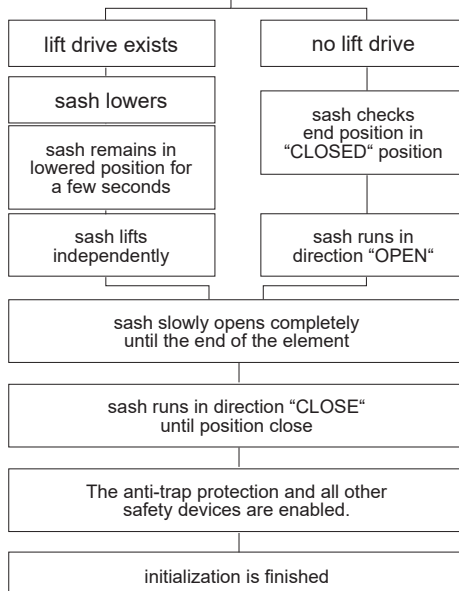 lift drive exists
sash lowers
sash remains in
lowered position for
a few seconds
sash lifts
independently
no lift drive
sash checks
end position in
“CLOSED“ position
sash runs in
direction "OPEN“
sash slowly opens completely
until the end of the element
sash runs in direction “CLOSE“
until position close
The anti-trap protection and all other
safety devices are enabled.
initialization is finished